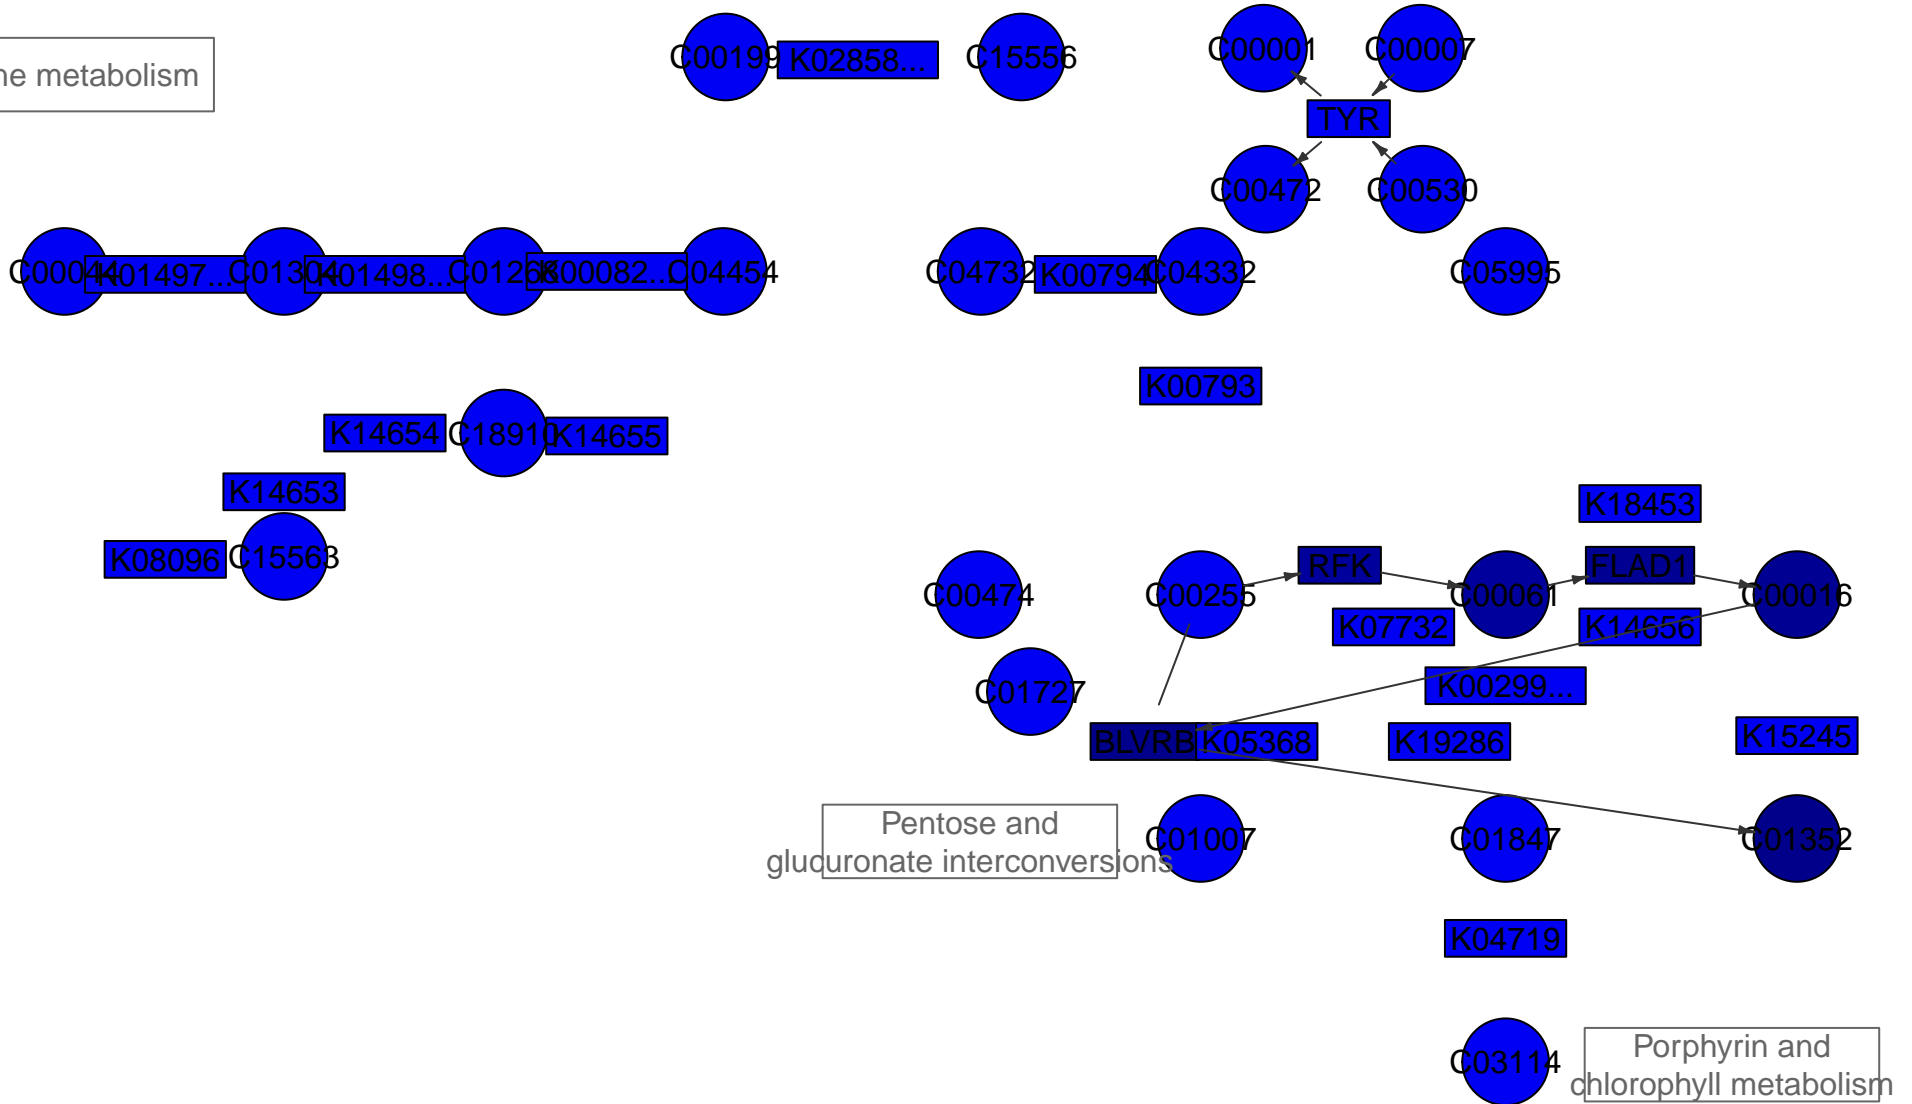 ne metabolism
C00199
K02858...
C15556
C00001
C00007
TYR
C00472
C00530
K01497...
C01304
K01498...
C01268
K00082...
C04454
C04732
K00794
C04332
C05995
K00793
K14654
C18910
K14655
K14653
K08096
C15563
K18453
C00474
C00255
RFK
C00061
FLAD1
C00016
K07732
K14656
C01727
K00299...
BLVRB
K05368
K19286
K15245
Pentose and
glucuronate interconversions
C01007
C01847
C01352
K04719
C03114
Porphyrin and
chlorophyll metabolism